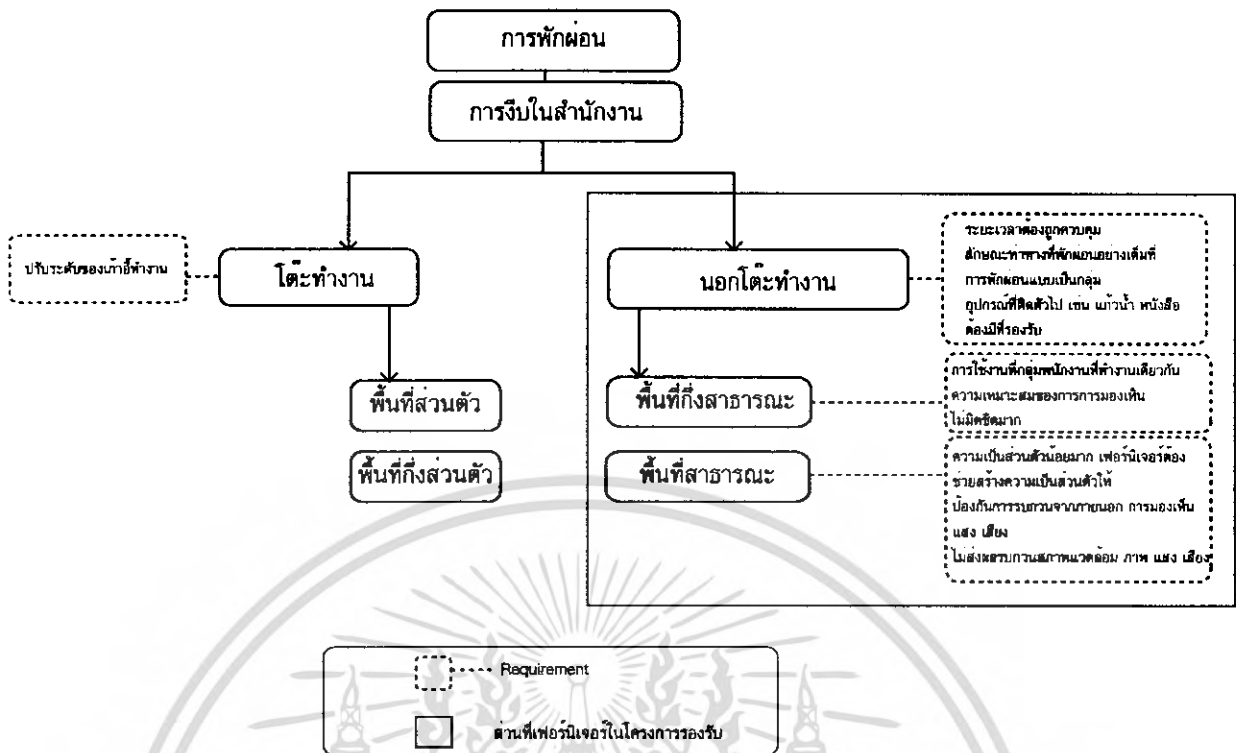 การพักผ่อน
การงีบในสำนักงาน
ปรับระดับของเก้าอี้ทำงาน
โต๊ะทำงาน
นอกโต๊ะทำงาน
ระยะเวลาต้องถูกควบคุม
ลักษณะท่าทางที่พักผ่อนอย่างเต็มที่
การพักผ่อนแบบเป็นกลุ่ม
อุปกรณ์ที่ติดตัวไป เช่น แก้วน้ำ หนังสือ
ต้องมีที่รองรับ
พื้นที่ส่วนตัว
พื้นที่กึ่งสาธารณะ
การใช้งานที่กลุ่มพนักงานที่ทำงานเดียวกัน
ความเหมาะสมของการการมองเห็น
ไม่มิดชิดมาก
พื้นที่กึ่งส่วนตัว
พื้นที่สาธารณะ
ความเป็นส่วนตัวน้อยมาก เฟอร์นิเจอร์ต้อง
ช่วยสร้างความเป็นส่วนตัวให้
ป้องกันการรบกวนจากภายนอก การมองเห็น
แสง เสียง
ไม่ส่งผลรบกวนสภาพแวดล้อม ภาพ แสง เสียง
Requirement
ส่วนที่เฟอร์นิเจอร์ในโครงการรองรับ